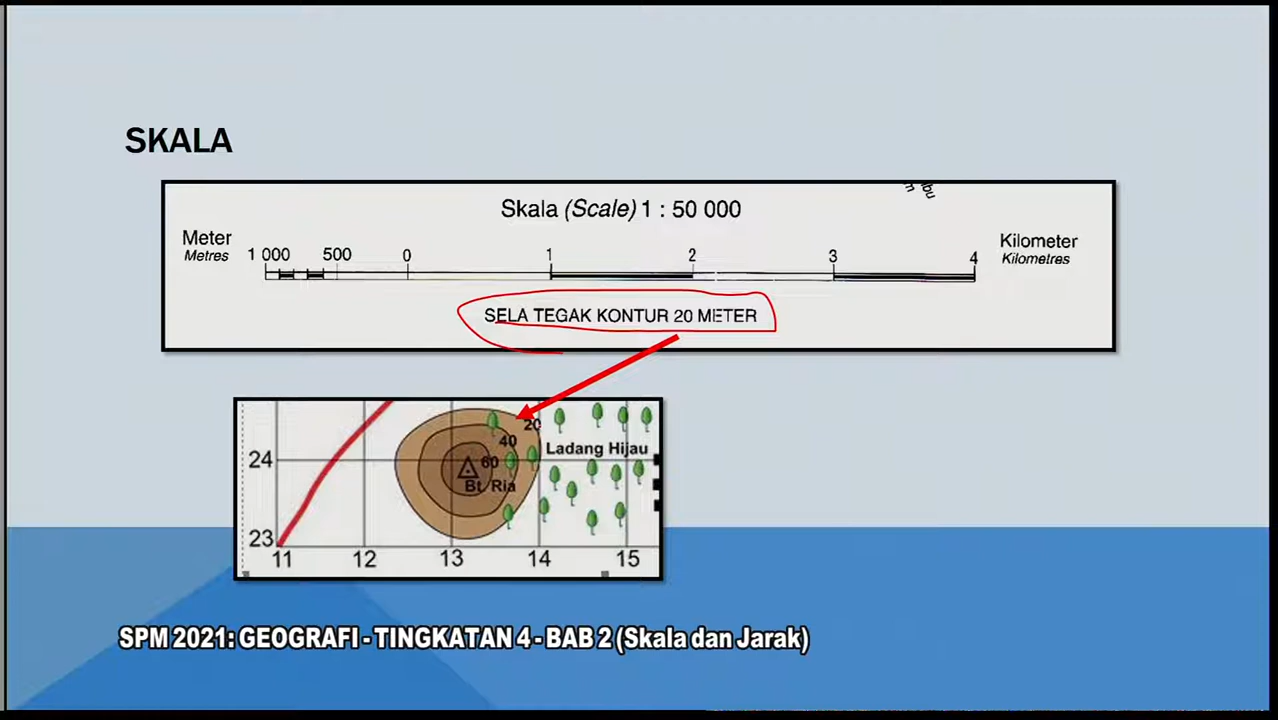 SKALA
Skala (Scale) 1 : 50 000
Meter
Metres
1 000 500 0 1 2 3 4
Kilometer
Kilometres
SELA TEGAK KONTUR 20 METER
20
40
Ladang Hijau
24
60
Bt. Ria
23
11 12 13 14 15
SPM 2021: GEOGRAFI - TINGKATAN 4 - BAB 2 (Skala dan Jarak)